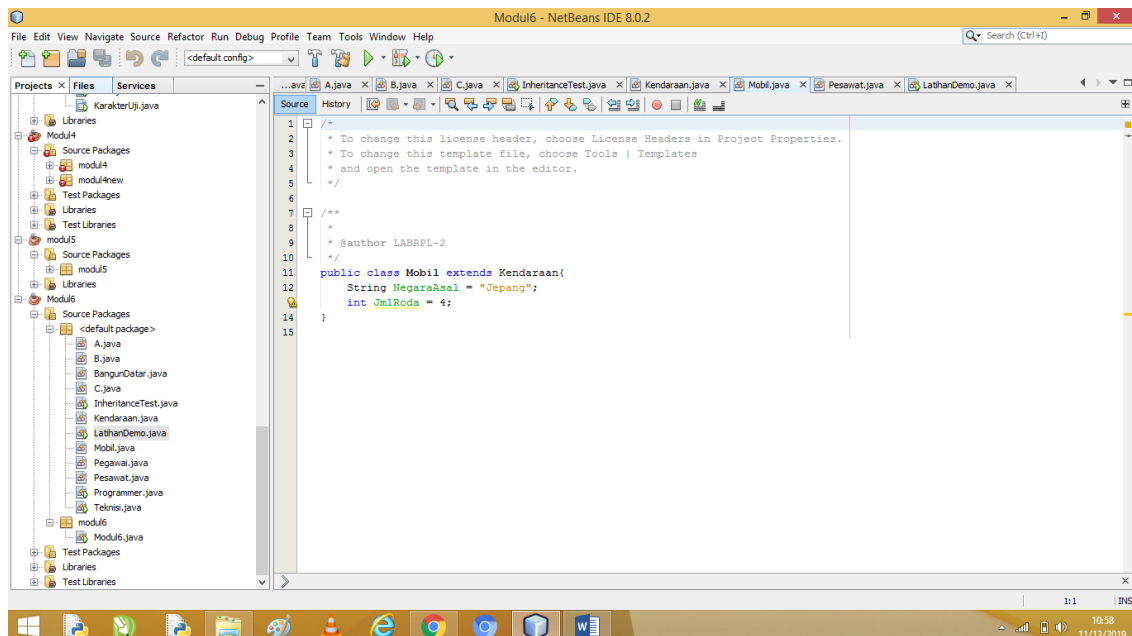 Modul6 - NetBeans IDE 8.0.2
File Edit View Navigate Source Refactor Run Debug Profile Team Tools Window Help
Search (Ctrl+I)
<default config>
Projects Files Services
...ava A.java B.java C.java InheritanceTest.java Kendaraan.java Mobil.java Pesawat.java LatihanDemo.java
Source History
KarakterUji.java
Libraries
Modul4
Source Packages
modul4
modul4new
Test Packages
Libraries
Test Libraries
modul5
Source Packages
modul5
Libraries
Modul6
Source Packages
<default package>
A.java
B.java
BangunDatar.java
C.java
InheritanceTest.java
Kendaraan.java
LatihanDemo.java
Mobil.java
Pegawai.java
Pesawat.java
Programmer.java
Teknisi.java
modul6
Modul6.java
Test Packages
Libraries
Test Libraries
1 /*
2 * To change this license header, choose License Headers in Project Properties.
3 * To change this template file, choose Tools | Templates
4 * and open the template in the editor.
5 */
6
7 /**
8 *
9 * @author LABRPL-2
10 */
11 public class Mobil extends Kendaraan{
12 String NegaraAsal = "Jepang";
int JmlRoda = 4;
14 }
15
1:1 INS
10:58
11/13/2019